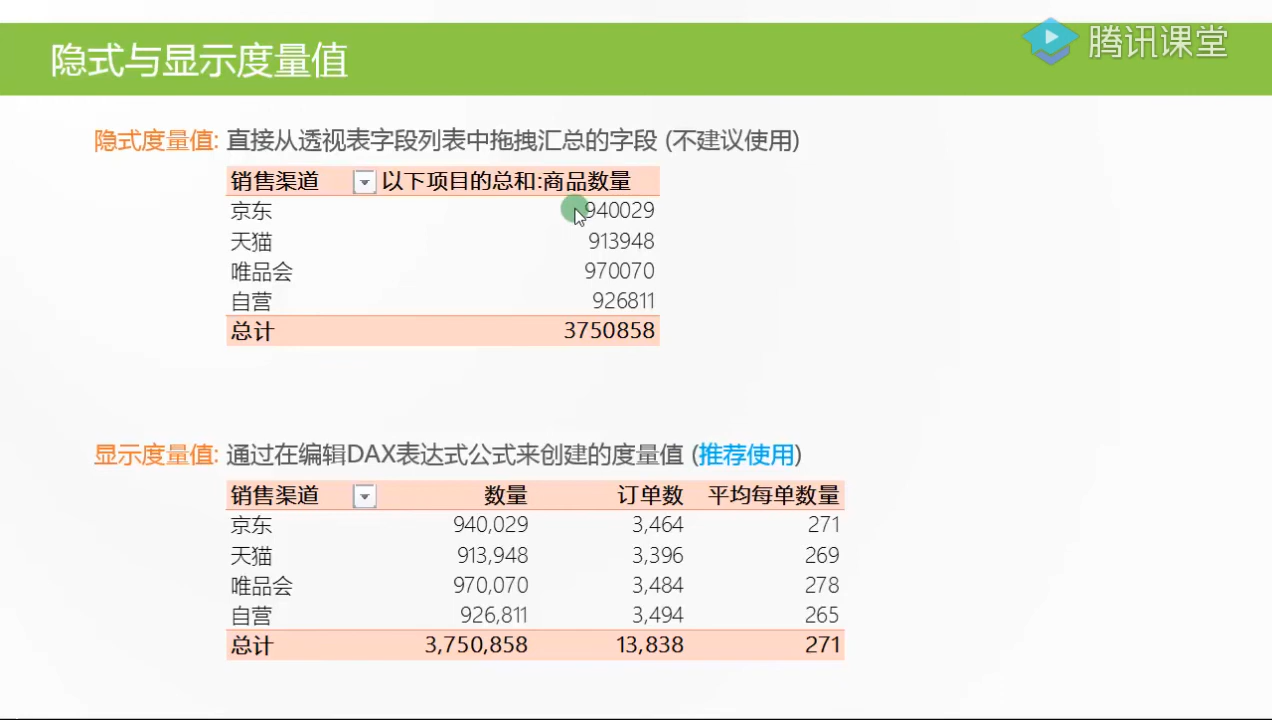 隐式与显示度量值
腾讯课堂
隐式度量值: 直接从透视表字段列表中拖拽汇总的字段 (不建议使用)
销售渠道 以下项目的总和:商品数量
京东 940029
天猫 913948
唯品会 970070
自营 926811
总计 3750858
显示度量值: 通过在编辑DAX表达式公式来创建的度量值 (推荐使用)
销售渠道 数量 订单数 平均每单数量
京东 940,029 3,464 271
天猫 913,948 3,396 269
唯品会 970,070 3,484 278
自营 926,811 3,494 265
总计 3,750,858 13,838 271